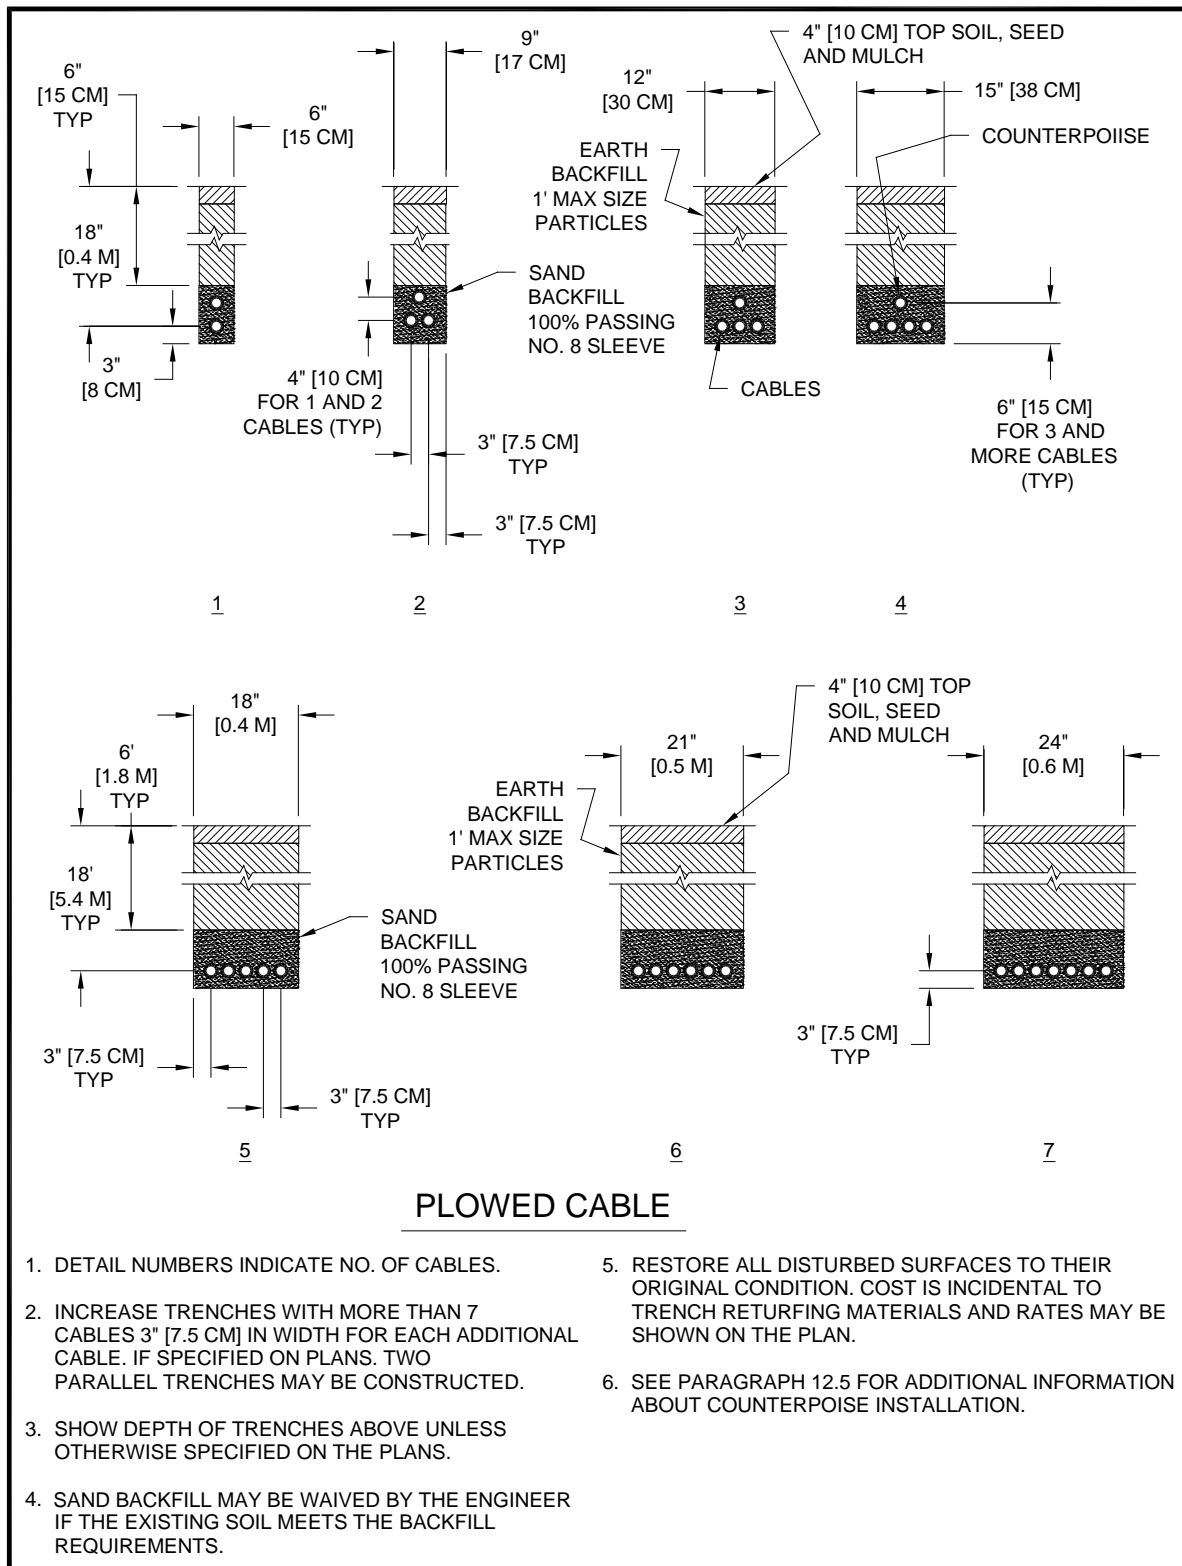 6"
[15 CM]
TYP
6"
[15 CM]
9"
[17 CM]
12"
[30 CM]
4" [10 CM] TOP SOIL, SEED
AND MULCH
15" [38 CM]
COUNTERPOIISE
EARTH
BACKFILL
1' MAX SIZE
PARTICLES
18"
[0.4 M]
TYP
SAND
BACKFILL
100% PASSING
NO. 8 SLEEVE
3"
[8 CM]
4" [10 CM]
FOR 1 AND 2
CABLES (TYP)
CABLES
6" [15 CM]
FOR 3 AND
MORE CABLES
(TYP)
3" [7.5 CM]
TYP
3" [7.5 CM]
TYP
1
2
3
4
18"
[0.4 M]
6'
[1.8 M]
TYP
4" [10 CM] TOP
SOIL, SEED
AND MULCH
21"
[0.5 M]
24"
[0.6 M]
EARTH
BACKFILL
1' MAX SIZE
PARTICLES
18'
[5.4 M]
TYP
SAND
BACKFILL
100% PASSING
NO. 8 SLEEVE
3" [7.5 CM]
TYP
3" [7.5 CM]
TYP
3" [7.5 CM]
TYP
5
6
7
PLOWED CABLE
1. DETAIL NUMBERS INDICATE NO. OF CABLES.
2. INCREASE TRENCHES WITH MORE THAN 7
CABLES 3" [7.5 CM] IN WIDTH FOR EACH ADDITIONAL
CABLE. IF SPECIFIED ON PLANS. TWO
PARALLEL TRENCHES MAY BE CONSTRUCTED.
3. SHOW DEPTH OF TRENCHES ABOVE UNLESS
OTHERWISE SPECIFIED ON THE PLANS.
4. SAND BACKFILL MAY BE WAIVED BY THE ENGINEER
IF THE EXISTING SOIL MEETS THE BACKFILL
REQUIREMENTS.
5. RESTORE ALL DISTURBED SURFACES TO THEIR
ORIGINAL CONDITION. COST IS INCIDENTAL TO
TRENCH RETURFING MATERIALS AND RATES MAY BE
SHOWN ON THE PLAN.
6. SEE PARAGRAPH 12.5 FOR ADDITIONAL INFORMATION
ABOUT COUNTERPOISE INSTALLATION.